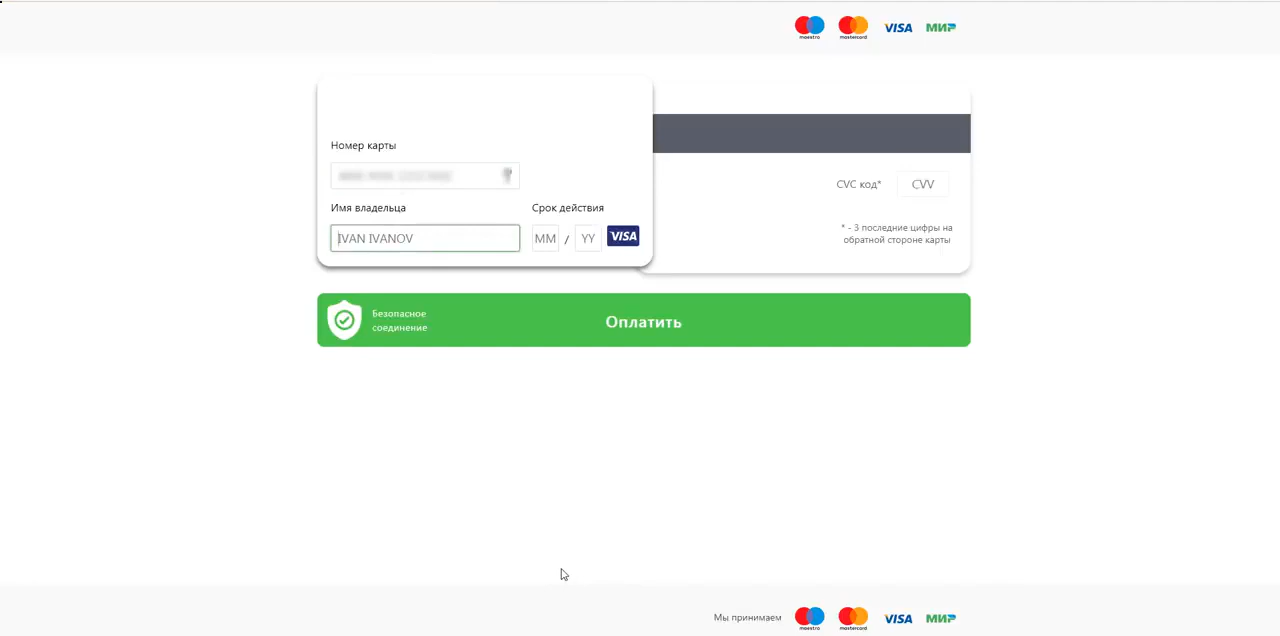 maestro mastercard VISA МИР
Номер карты
Имя владельца
Срок действия
IVAN IVANOV
MM / YY VISA
CVC код* CVV
* - 3 последние цифры на
обратной стороне карты
Безопасное
соединение
Оплатить
Мы принимаем maestro mastercard VISA МИР